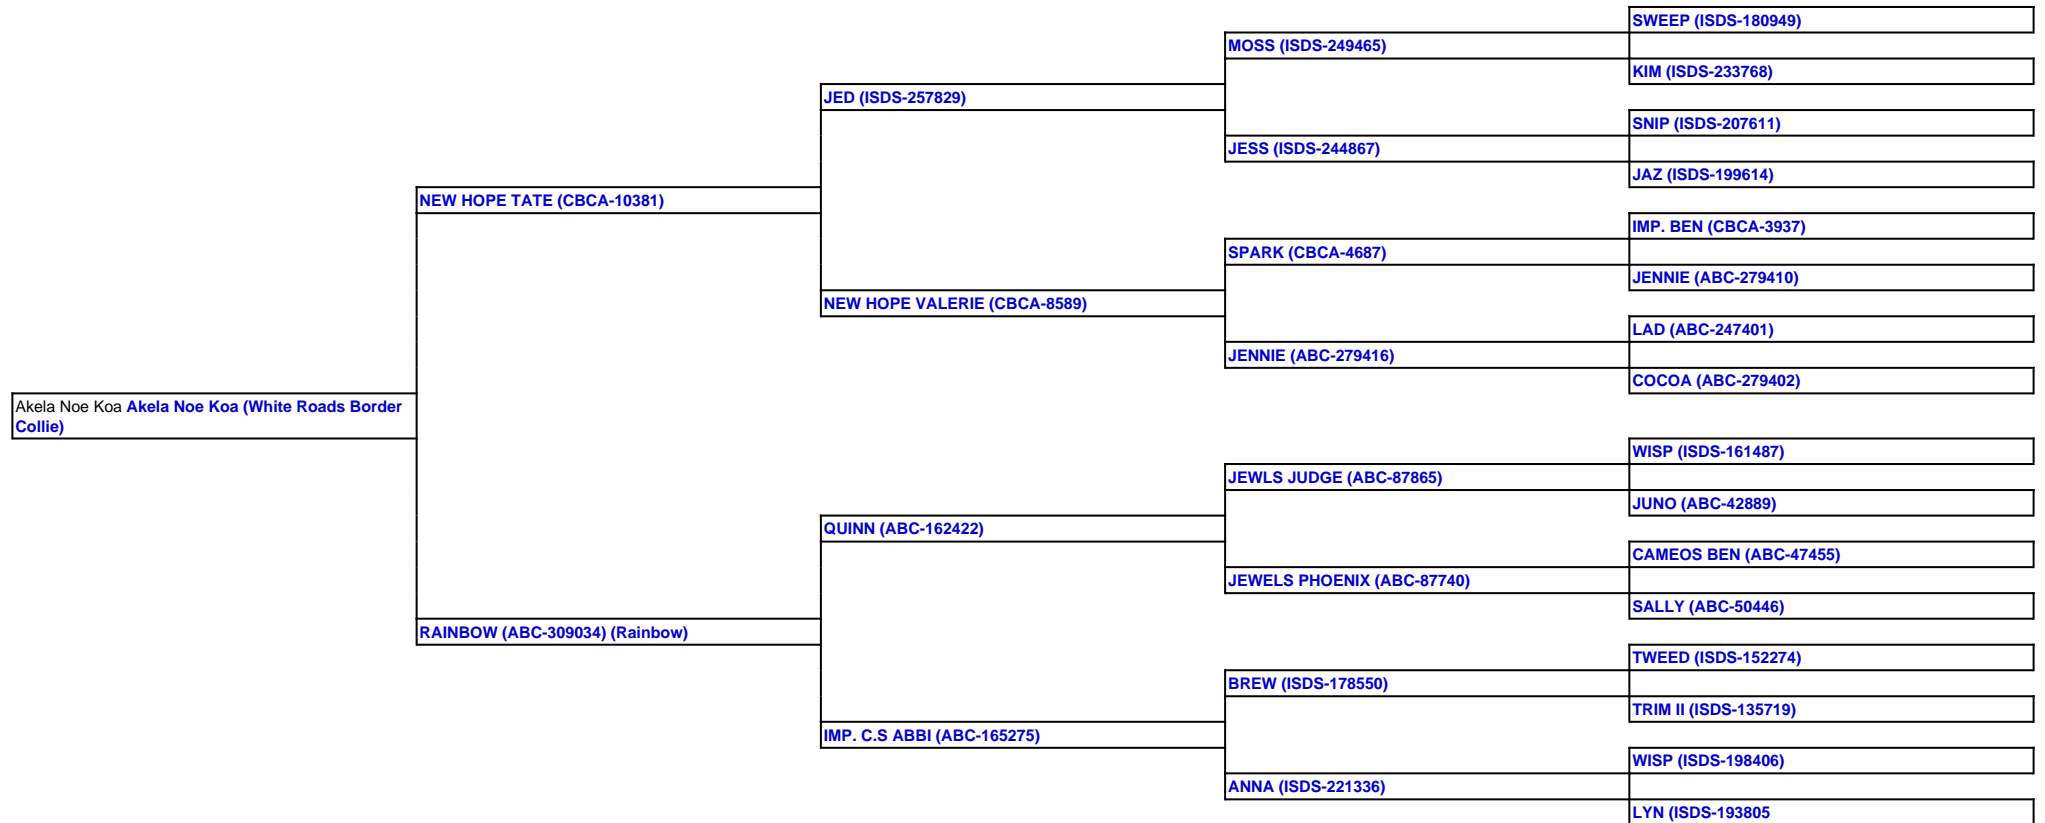 SWEEP (ISDS-180949)
MOSS (ISDS-249465)
KIM (ISDS-233768)
JED (ISDS-257829)
SNIP (ISDS-207611)
JESS (ISDS-244867)
JAZ (ISDS-199614)
NEW HOPE TATE (CBCA-10381)
IMP. BEN (CBCA-3937)
SPARK (CBCA-4687)
JENNIE (ABC-279410)
NEW HOPE VALERIE (CBCA-8589)
LAD (ABC-247401)
JENNIE (ABC-279416)
COCOA (ABC-279402)
Akela Noe Koa Akela Noe Koa (White Roads Border
Collie)
WISP (ISDS-161487)
JEWLS JUDGE (ABC-87865)
JUNO (ABC-42889)
QUINN (ABC-162422)
CAMEOS BEN (ABC-47455)
JEWELS PHOENIX (ABC-87740)
SALLY (ABC-50446)
RAINBOW (ABC-309034) (Rainbow)
TWEED (ISDS-152274)
BREW (ISDS-178550)
TRIM II (ISDS-135719)
IMP. C.S ABBI (ABC-165275)
WISP (ISDS-198406)
ANNA (ISDS-221336)
LYN (ISDS-193805